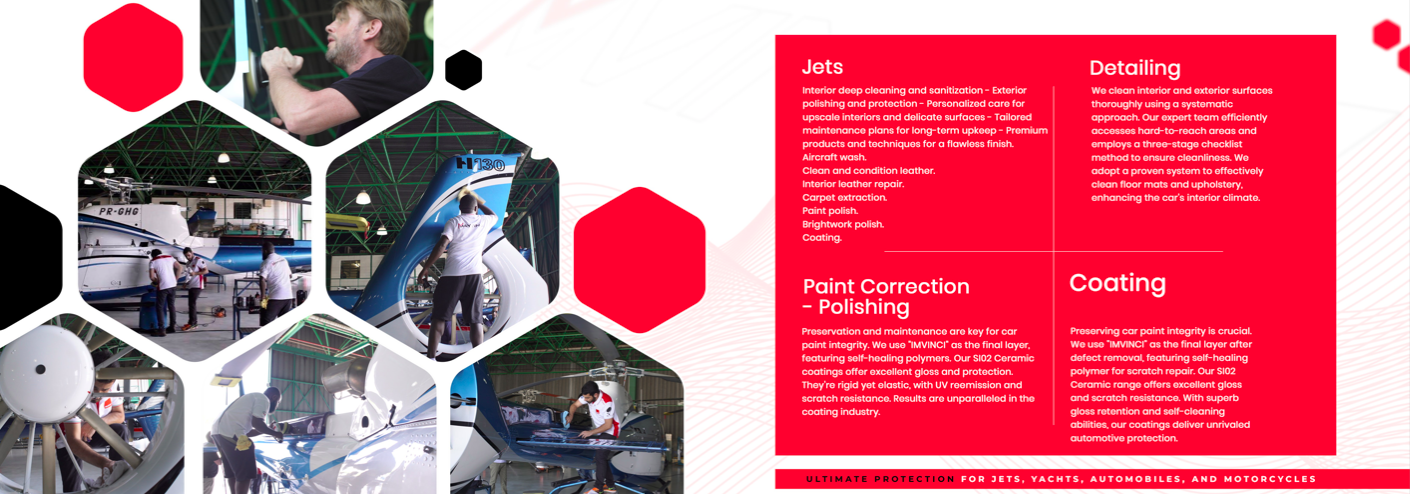 PR-GHG
H130
Jets
Interior deep cleaning and sanitization - Exterior
polishing and protection - Personalized care for
upscale interiors and delicate surfaces - Tailored
maintenance plans for long-term upkeep - Premium
products and techniques for a flawless finish.
Aircraft wash.
Clean and condition leather.
Interior leather repair.
Carpet extraction.
Paint polish.
Brightwork polish.
Coating.
Detailing
We clean interior and exterior surfaces
thoroughly using a systematic
approach. Our expert team efficiently
accesses hard-to-reach areas and
employs a three-stage checklist
method to ensure cleanliness. We
adopt a proven system to effectively
clean floor mats and upholstery,
enhancing the car's interior climate.
Paint Correction
- Polishing
Preservation and maintenance are key for car
paint integrity. We use "IMVINCI" as the final layer,
featuring self-healing polymers. Our SI02 Ceramic
coatings offer excellent gloss and protection.
They're rigid yet elastic, with UV reemission and
scratch resistance. Results are unparalleled in the
coating industry.
Coating
Preserving car paint integrity is crucial.
We use "IMVINCI" as the final layer after
defect removal, featuring self-healing
polymer for scratch repair. Our SI02
Ceramic range offers excellent gloss
and scratch resistance. With superb
gloss retention and self-cleaning
abilities, our coatings deliver unrivaled
automotive protection.
ULTIMATE PROTECTION FOR JETS, YACHTS, AUTOMOBILES, AND MOTORCYCLES